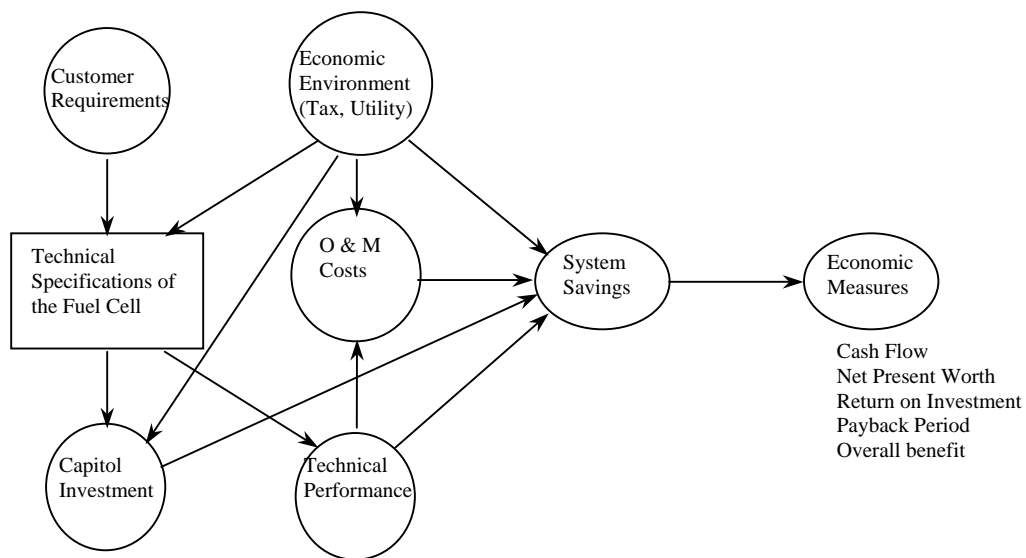 Customer
Requirements
Economic
Environment
(Tax, Utility)
Technical
Specifications of
the Fuel Cell
O & M
Costs
System
Savings
Economic
Measures
Cash Flow
Net Present Worth
Return on Investment
Payback Period
Overall benefit
Capitol
Investment
Technical
Performance